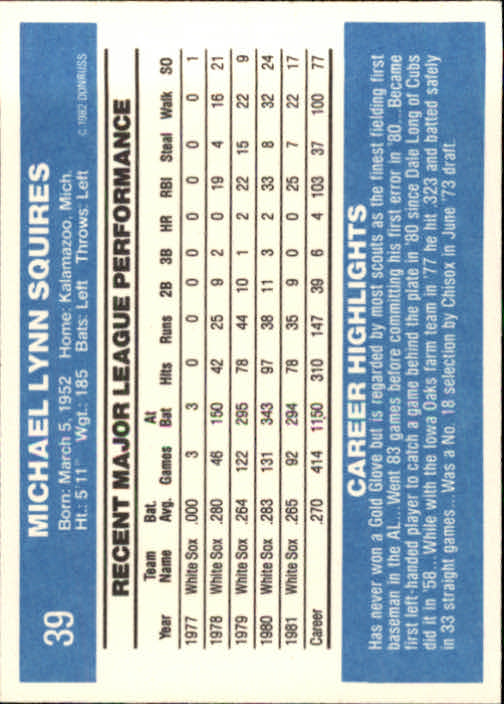 39
MICHAEL LYNN SQUIRES
Born: March 5, 1952 Home: Kalamazoo, Mich.
Ht.: 5'11" Wgt.: 185 Bats: Left Throws: Left
© 1982 DONRUSS
RECENT MAJOR LEAGUE PERFORMANCE
Year Team Name Bat. Avg. Games At Bat Hits Runs 2B 3B HR RBI Steal Walk SO
1977 White Sox .000 3 3 0 0 0 0 0 0 0 0 1
1978 White Sox .280 46 150 42 25 9 2 0 19 4 16 21
1979 White Sox .264 122 295 78 44 10 1 2 22 15 22 9
1980 White Sox .283 131 343 97 38 11 3 2 33 8 32 24
1981 White Sox .265 92 294 78 35 9 0 0 25 7 22 17
Career .270 414 1150 310 147 39 6 4 103 37 100 77
CAREER HIGHLIGHTS
Has never won a Gold Glove but is regarded by most scouts as the finest fielding first
baseman in the AL...Went 83 games before committing his first error in '80...Became
first left-handed player to catch a game behind the plate in '80 since Dale Long of Cubs
did it in '58...While with the Iowa Oaks farm team in '77 he hit .323 and batted safely
in 33 straight games...Was a No. 18 selection by Chisox in June '73 draft.